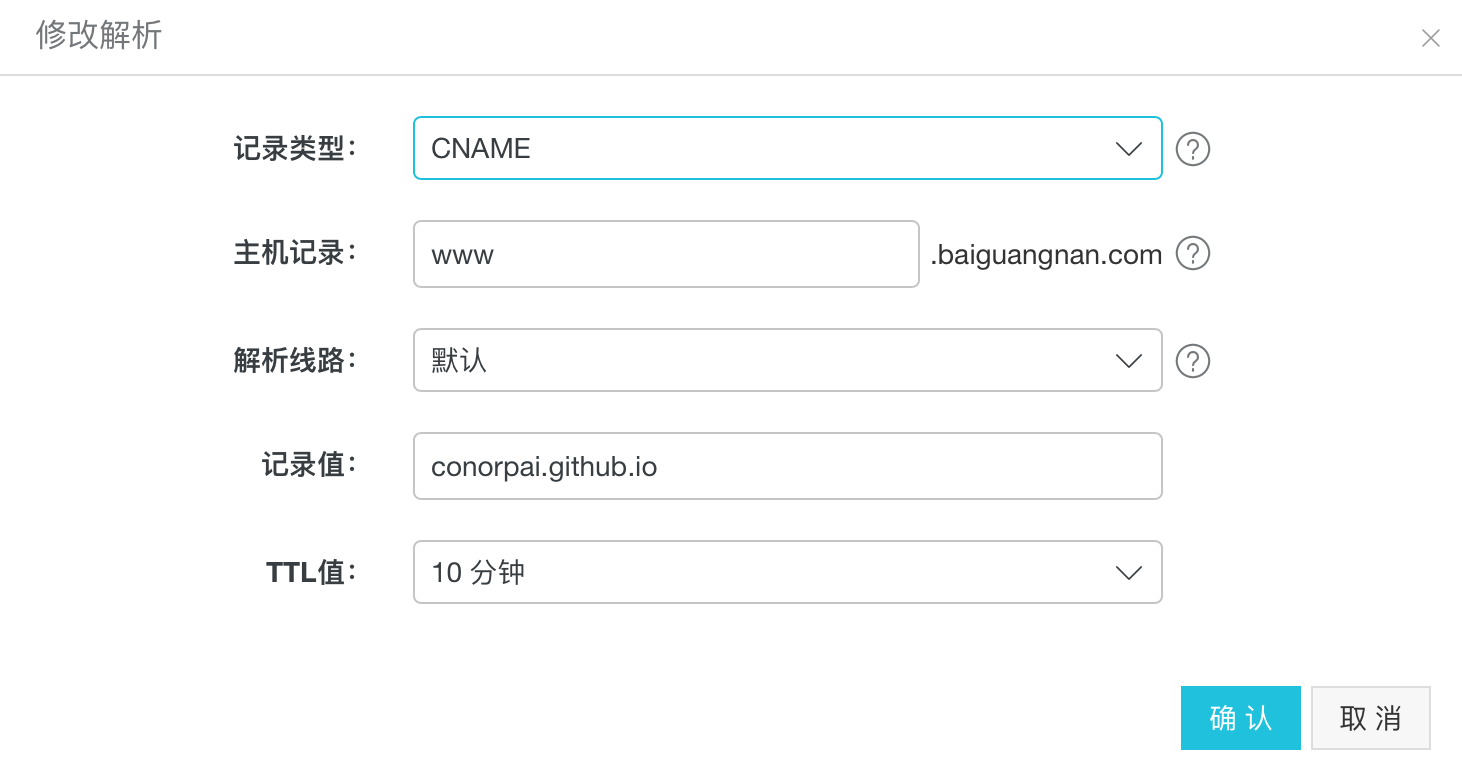 修改解析
记录类型： CNAME
主机记录： www .baiguangnan.com
解析线路： 默认
记录值： conorpai.github.io
TTL值： 10 分钟
确 认 取 消